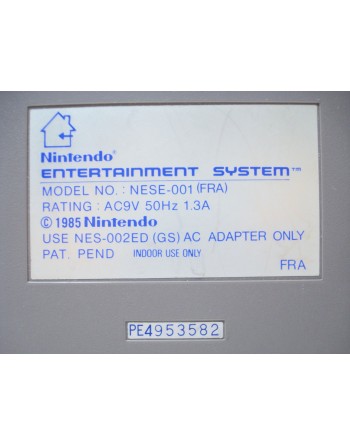 Nintendo®
ENTERTAINMENT SYSTEM™
MODEL NO. : NESE-001 (FRA)
RATING : AC9V 50Hz 1.3A
© 1985 Nintendo
USE NES-002ED (GS) AC ADAPTER ONLY
PAT. PEND INDOOR USE ONLY
FRA
PE4953582